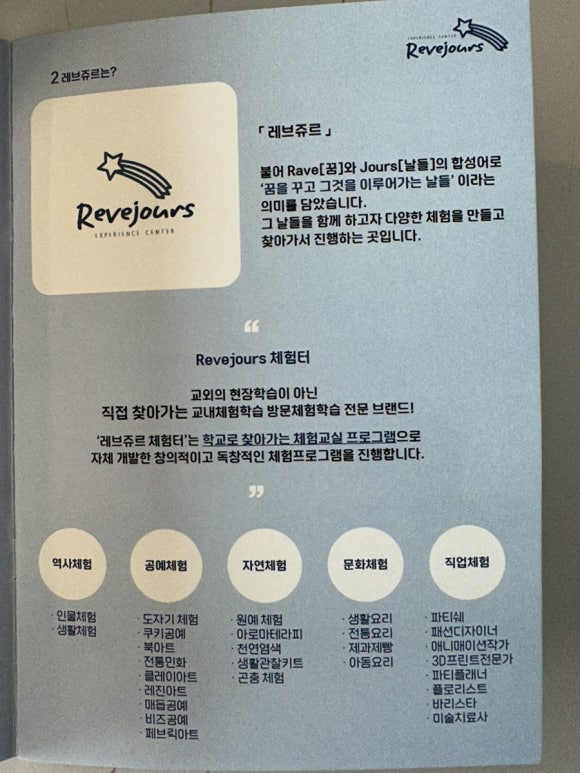 EXPERIENCE CENTER
Revejours
2 레브쥬르는?
「 레브쥬르 」
불어 Rave[꿈]와 Jours[날들]의 합성어로
'꿈을 꾸고 그것을 이루어가는 날들' 이라는
의미를 담았습니다.
그 날들을 함께 하고자 다양한 체험을 만들고
찾아가서 진행하는 곳입니다.
Revejours
EXPERIENCE CENTER
“
Revejours 체험터
교외의 현장학습이 아닌
직접 찾아가는 교내체험학습 방문체험학습 전문 브랜드!
'레브쥬르 체험터'는 학교로 찾아가는 체험교실 프로그램으로
자체 개발한 창의적이고 독창적인 체험프로그램을 진행합니다.
”
역사체험
· 인물체험
· 생활체험
공예체험
· 도자기 체험
· 쿠키공예
· 북아트
· 전통민화
· 클레이아트
· 레진아트
· 매듭공예
· 비즈공예
· 페브릭아트
자연체험
· 원예 체험
· 아로마테라피
· 천연염색
· 생활관찰키트
· 곤충 체험
문화체험
· 생활요리
· 전통요리
· 제과제빵
· 아동요리
직업체험
· 파티쉐
· 패션디자이너
· 애니매이션작가
· 3D프린트전문가
· 파티플래너
· 플로리스트
· 바리스타
· 미술치료사